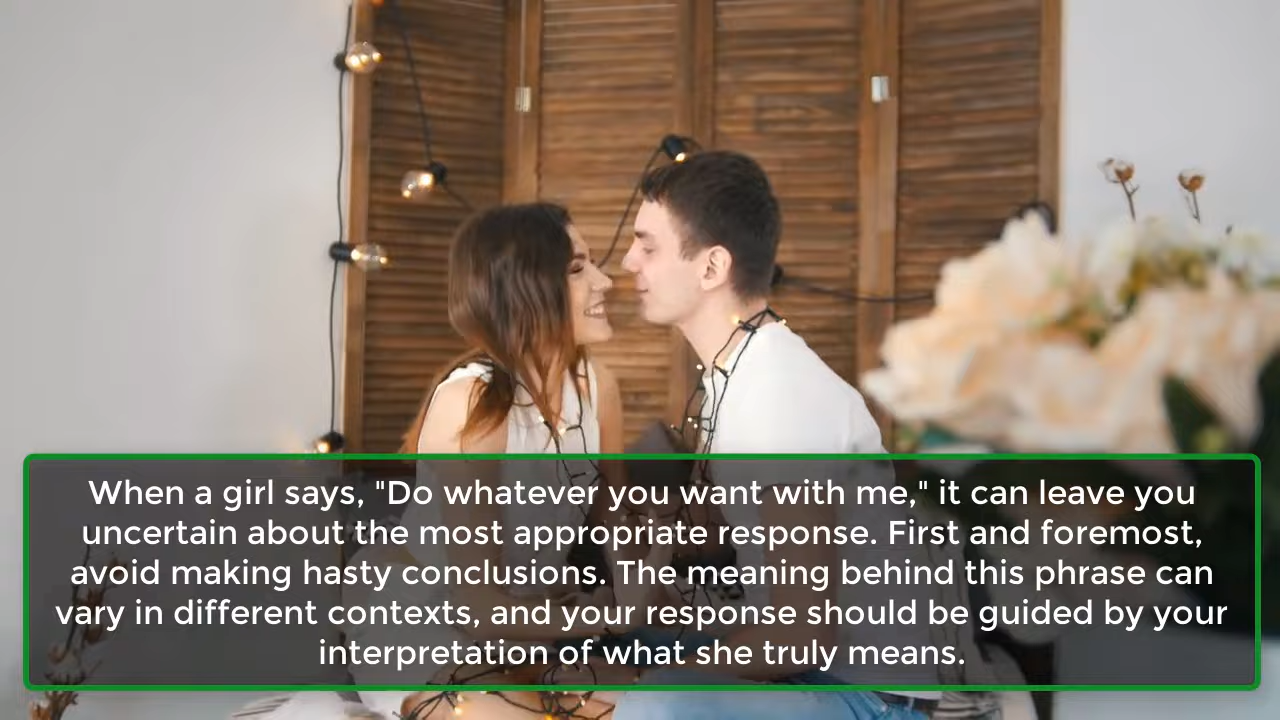 When a girl says, "Do whatever you want with me," it can leave you
uncertain about the most appropriate response. First and foremost,
avoid making hasty conclusions. The meaning behind this phrase can
vary in different contexts, and your response should be guided by your
interpretation of what she truly means.